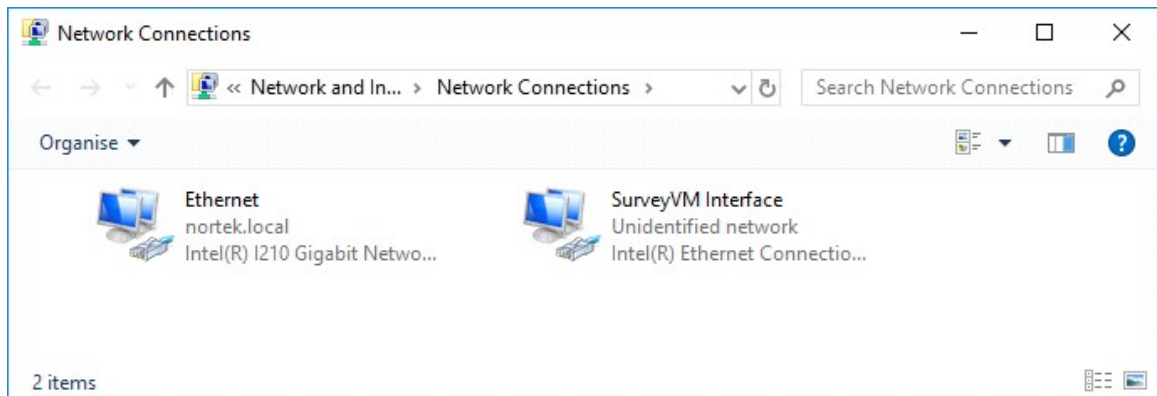 Network Connections
« Network and In... › Network Connections ›
Search Network Connections
Organise
?
Ethernet
nortek.local
Intel(R) I210 Gigabit Netwo...
SurveyVM Interface
Unidentified network
Intel(R) Ethernet Connectio...
2 items